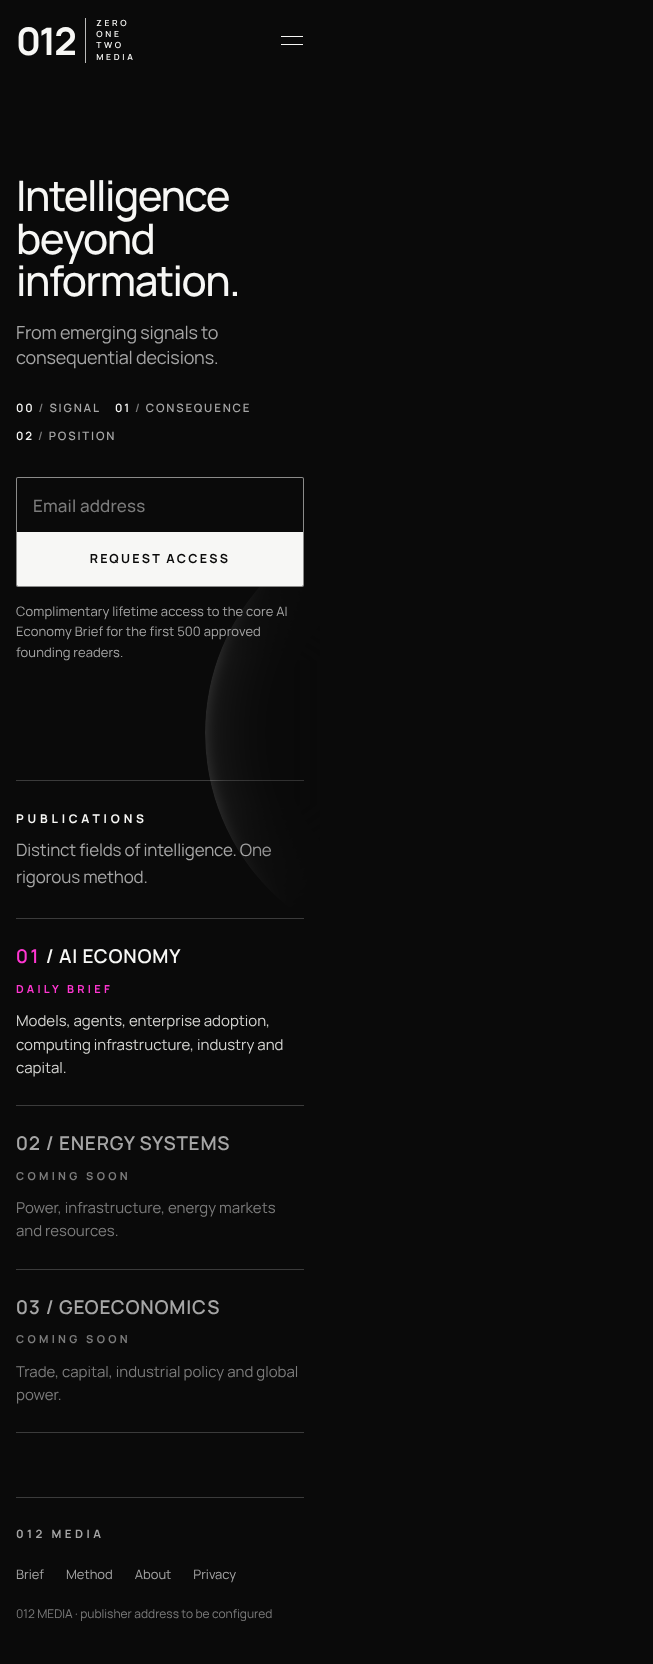 012
ZERO
ONE
TWO
MEDIA
Intelligence
beyond
information.
From emerging signals to
consequential decisions.
00 / SIGNAL 01 / CONSEQUENCE
02 / POSITION
Email address
REQUEST ACCESS
Complimentary lifetime access to the core AI
Economy Brief for the first 500 approved
founding readers.
PUBLICATIONS
Distinct fields of intelligence. One
rigorous method.
01 / AI ECONOMY
DAILY BRIEF
Models, agents, enterprise adoption,
computing infrastructure, industry and
capital.
02 / ENERGY SYSTEMS
COMING SOON
Power, infrastructure, energy markets
and resources.
03 / GEOECONOMICS
COMING SOON
Trade, capital, industrial policy and global
power.
012 MEDIA
Brief Method About Privacy
012 MEDIA · publisher address to be configured